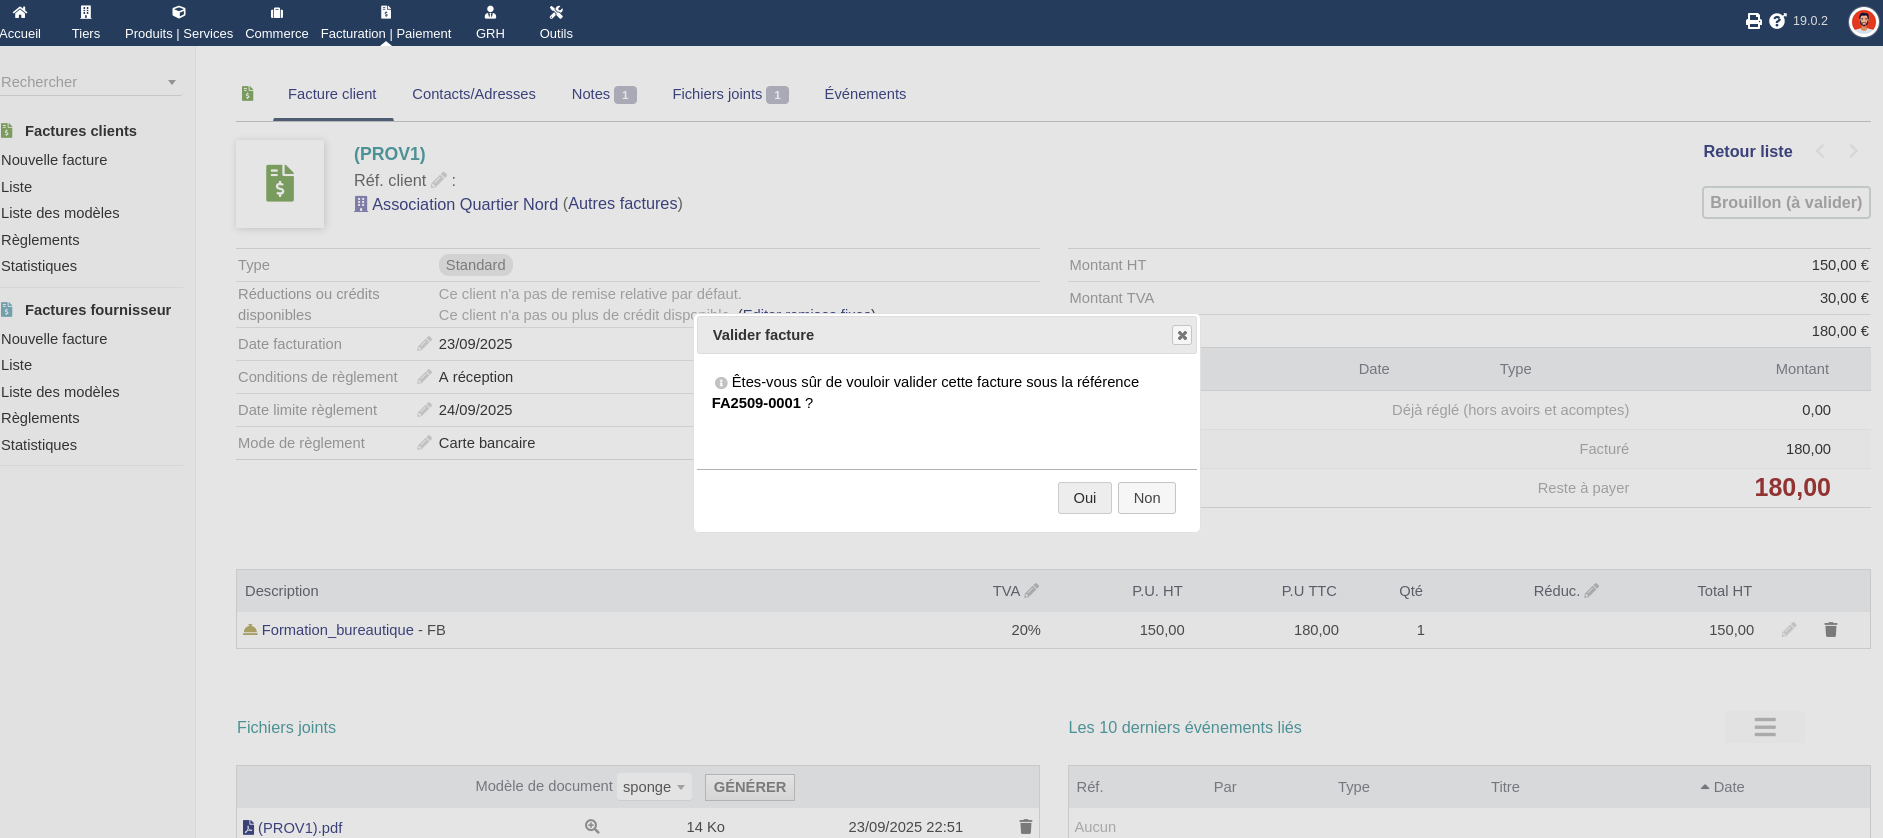 Accueil
Tiers
Produits | Services
Commerce
Facturation | Paiement
GRH
Outils
19.0.2
Rechercher
Factures clients
Nouvelle facture
Liste
Liste des modèles
Règlements
Statistiques
Factures fournisseur
Nouvelle facture
Liste
Liste des modèles
Règlements
Statistiques
Facture client
Contacts/Adresses
Notes 1
Fichiers joints 1
Événements
(PROV1)
Réf. client :
Association Quartier Nord (Autres factures)
Retour liste
Brouillon (à valider)
Type Standard
Réductions ou crédits disponibles
Ce client n'a pas de remise relative par défaut.
Ce client n'a pas ou plus de crédit disponible. (Editer remises fixes)
Date facturation 23/09/2025
Conditions de règlement A réception
Date limite règlement 24/09/2025
Mode de règlement Carte bancaire
Montant HT 150,00 €
Montant TVA 30,00 €
180,00 €
Date Type Montant
Déjà réglé (hors avoirs et acomptes) 0,00
Facturé 180,00
Reste à payer 180,00
Valider facture
Êtes-vous sûr de vouloir valider cette facture sous la référence
FA2509-0001 ?
Oui Non
Description TVA P.U. HT P.U TTC Qté Réduc. Total HT
Formation_bureautique - FB 20% 150,00 180,00 1 150,00
Fichiers joints
Modèle de document sponge GÉNÉRER
(PROV1).pdf 14 Ko 23/09/2025 22:51
Les 10 derniers événements liés
Réf. Par Type Titre Date
Aucun